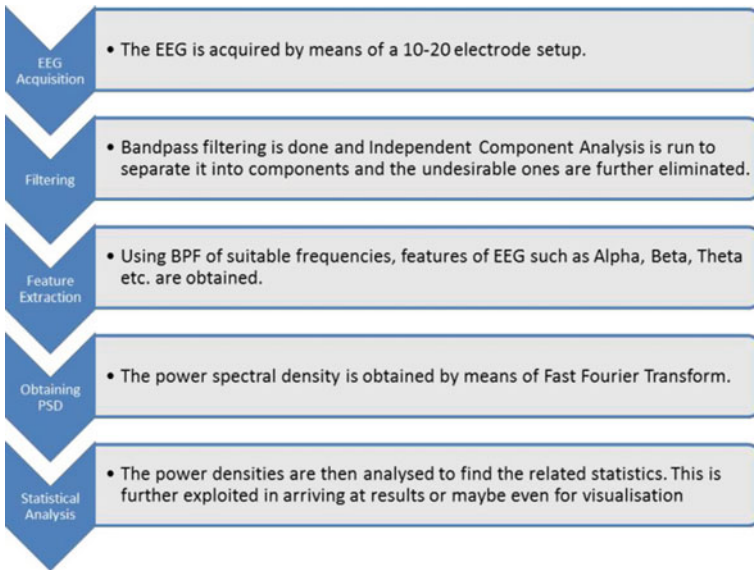 EEG
Acquisition
• The EEG is acquired by means of a 10-20 electrode setup.
Filtering
• Bandpass filtering is done and Independent Component Analysis is run to
separate it into components and the undesirable ones are further eliminated.
Feature
Extraction
• Using BPF of suitable frequencies, features of EEG such as Alpha, Beta, Theta
etc. are obtained.
Obtaining
PSD
• The power spectral density is obtained by means of Fast Fourier Transform.
Statistical
Analysis
• The power densities are then analysed to find the related statistics. This is
further exploited in arriving at results or maybe even for visualisation